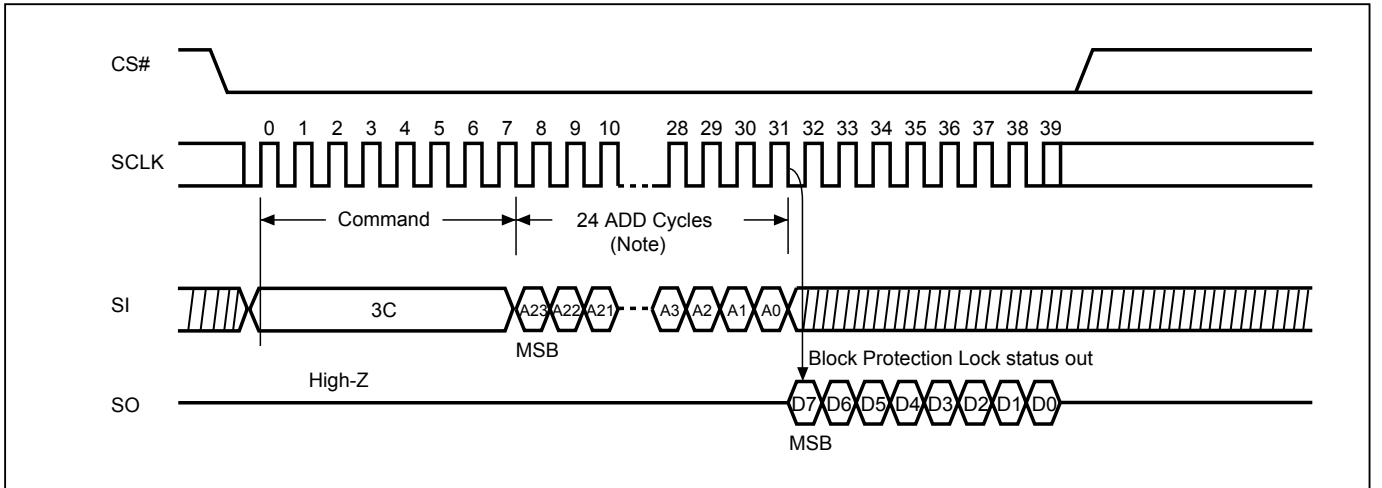 CS#
0 1 2 3 4 5 6 7 8 9 10 28 29 30 31 32 33 34 35 36 37 38 39
SCLK
Command
24 ADD Cycles
(Note)
SI
3C
A23 A22 A21 A3 A2 A1 A0
MSB
Block Protection Lock status out
High-Z
SO
D7 D6 D5 D4 D3 D2 D1 D0
MSB